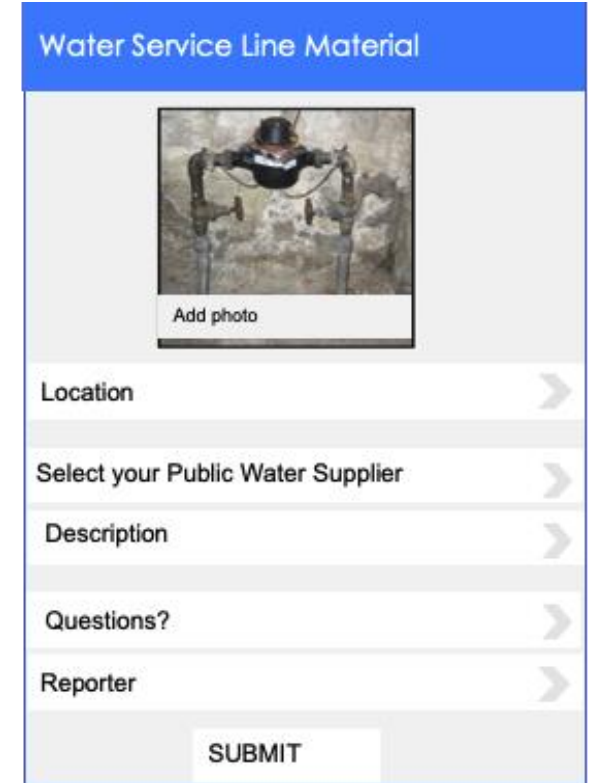 Water Service Line Material
Add photo
Location
Select your Public Water Supplier
Description
Questions?
Reporter
SUBMIT